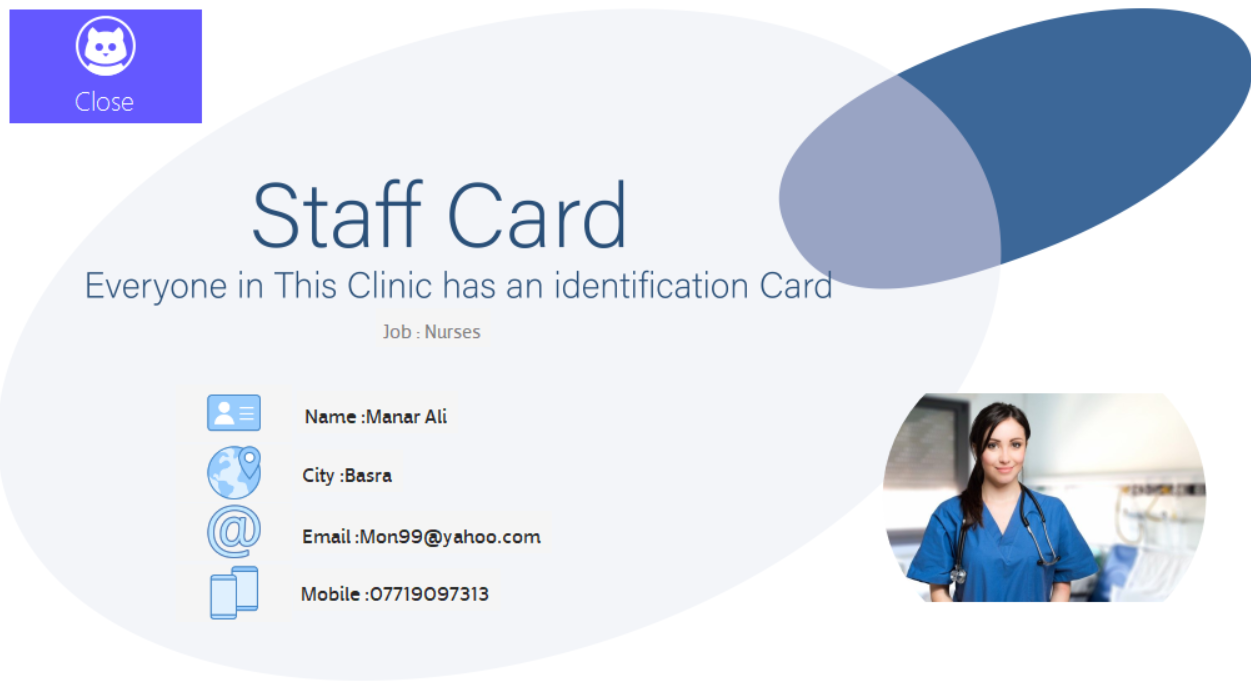 Close
Staff Card
Everyone in This Clinic has an identification Card
Job : Nurses
Name :Manar Ali
City :Basra
Email :Mon99@yahoo.com
Mobile :07719097313